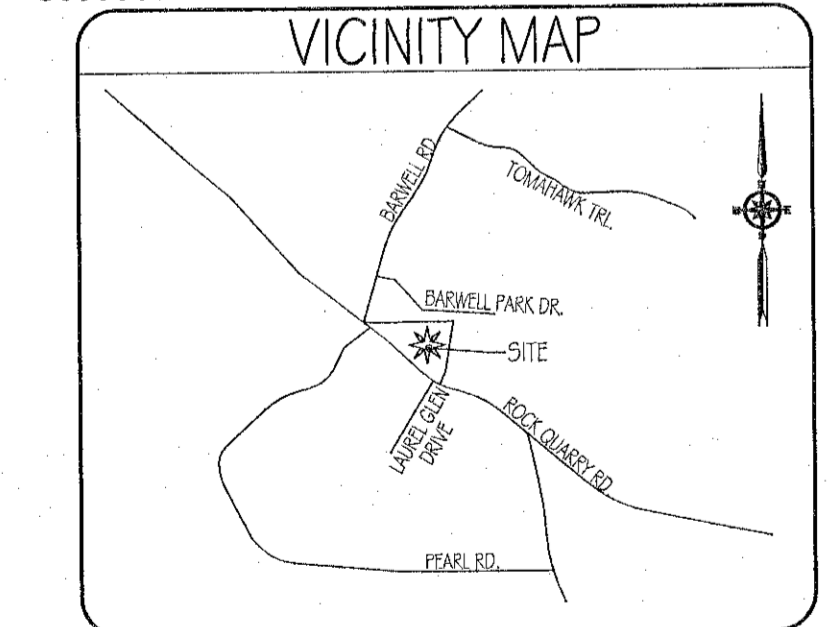 VICINITY MAP
BARWELL RD.
TOMAHAWK TRL.
BARWELL PARK DR.
SITE
LAUREL GLEN
DRIVE
ROCK QUARRY RD.
PEARL RD.